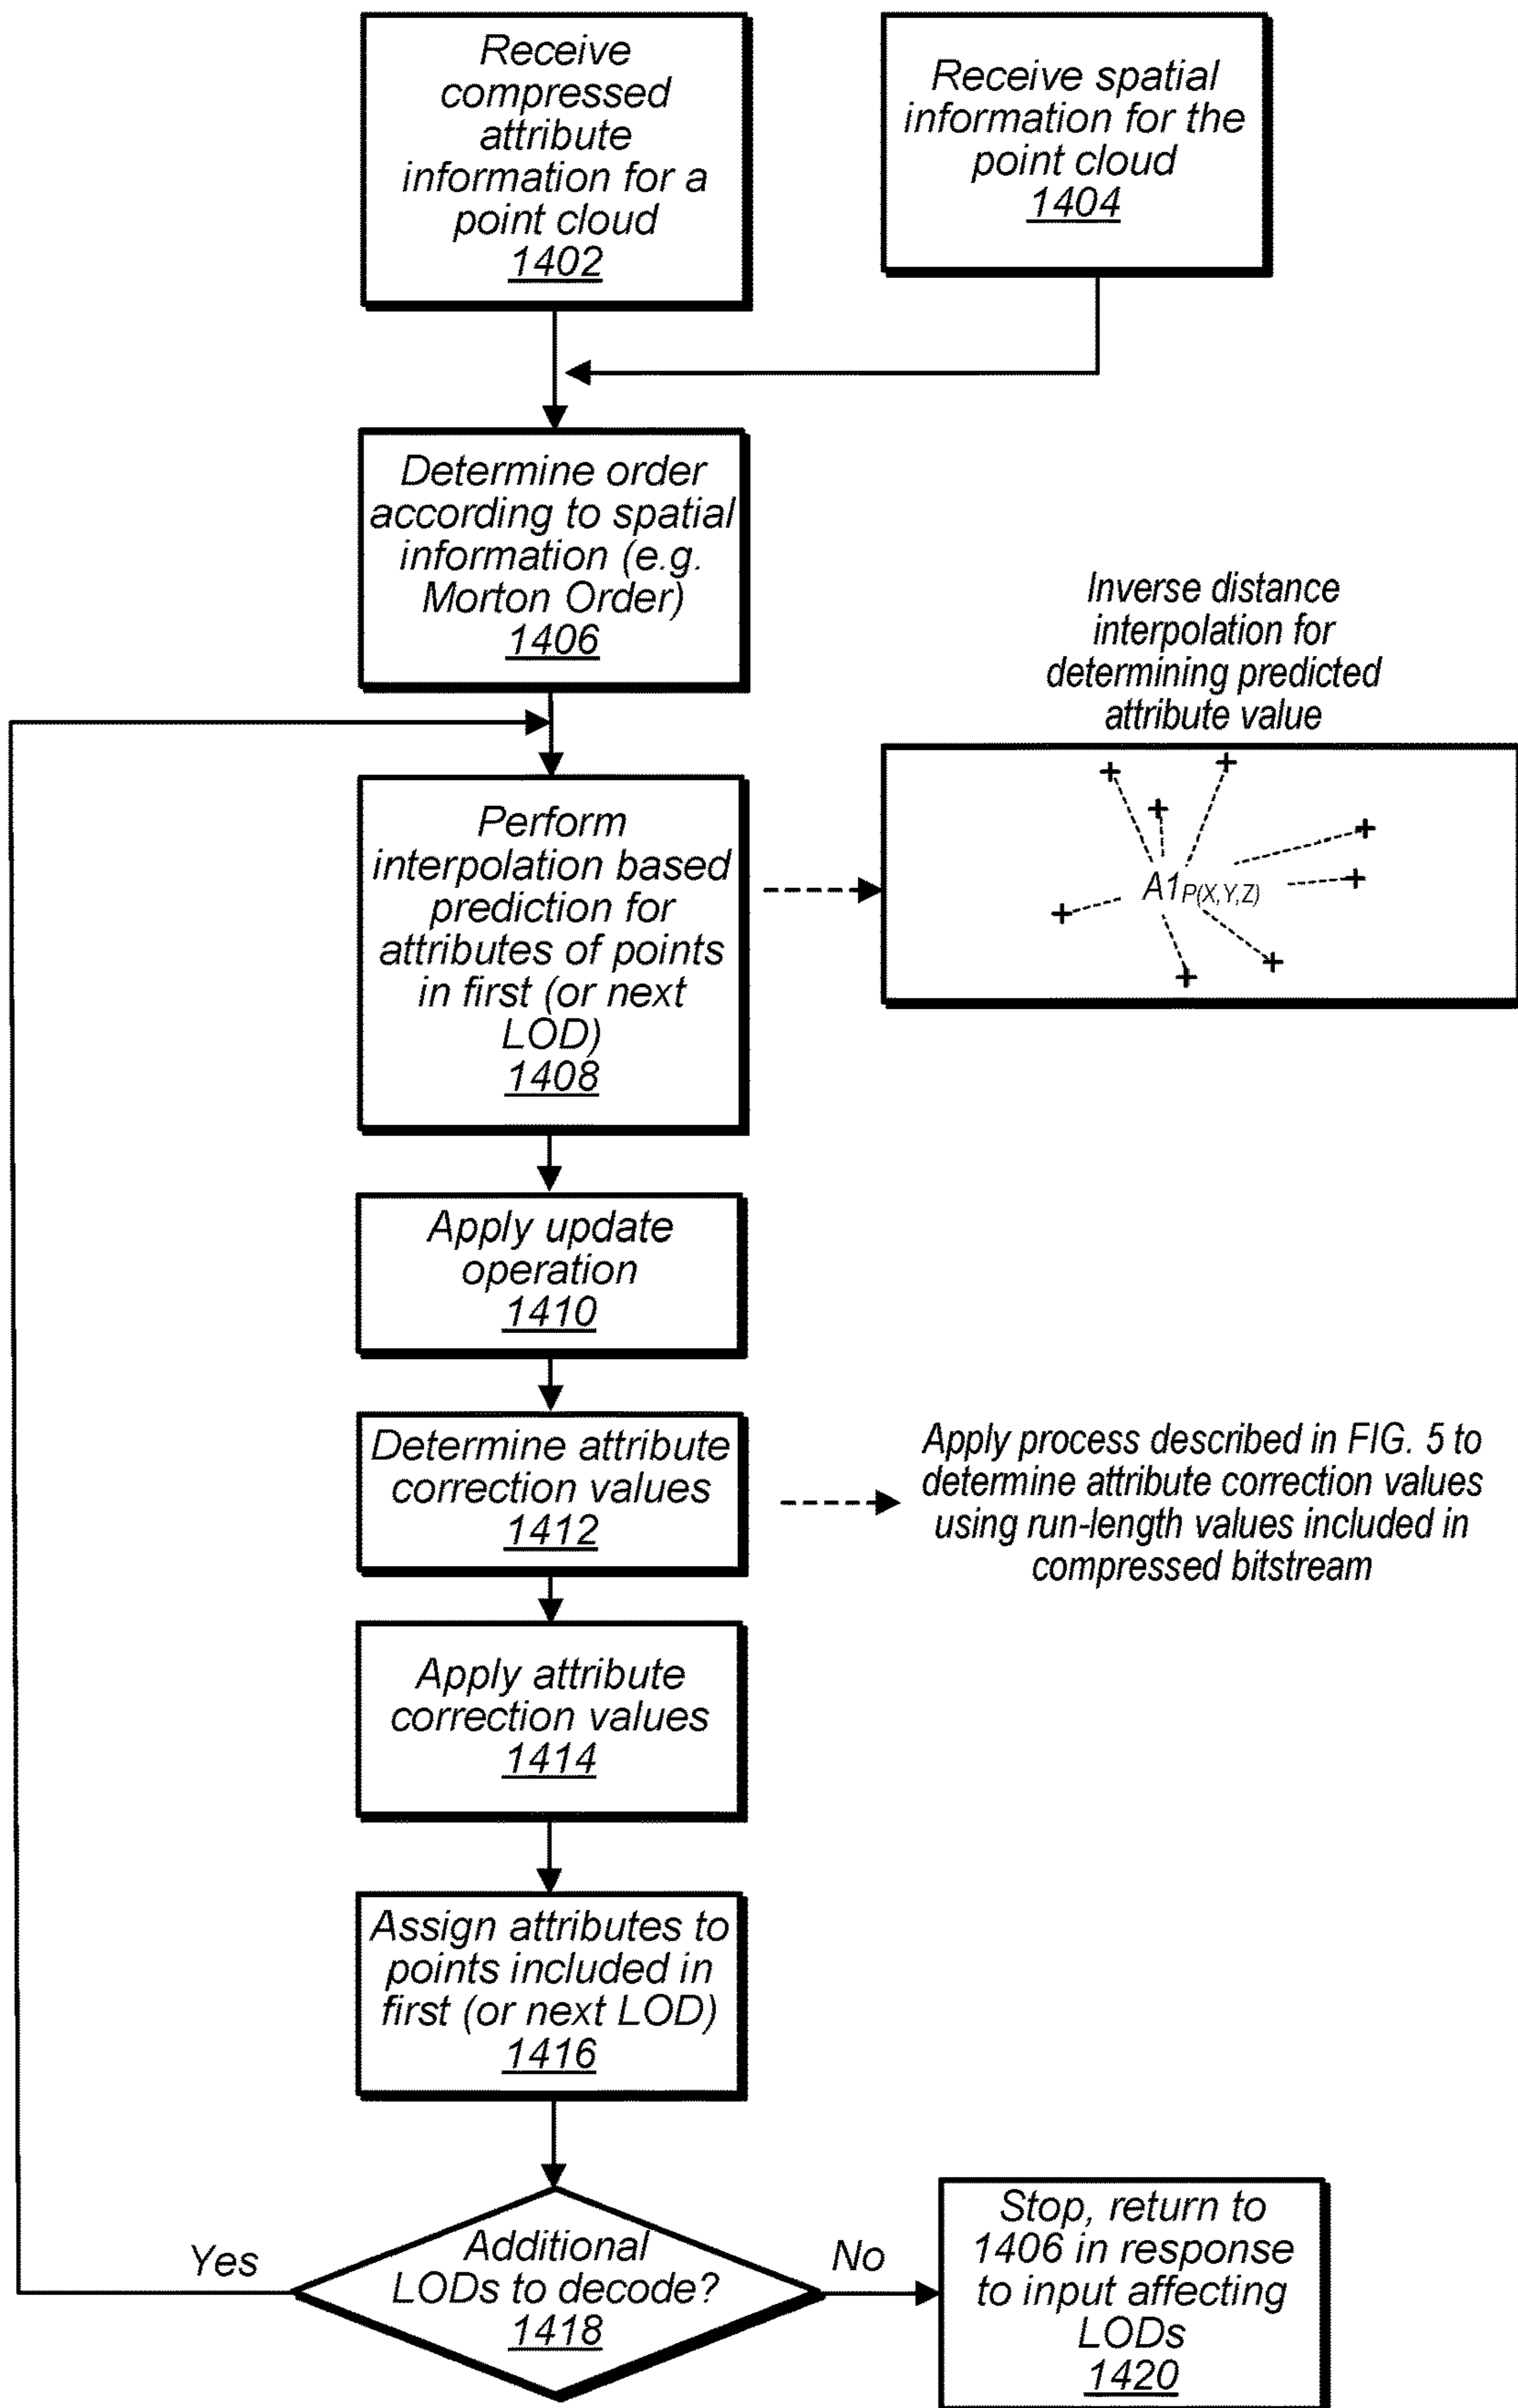 Receive
compressed
attribute
information for a
point cloud
1402
Receive spatial
information for the
point cloud
1404
Determine order
according to spatial
information (e.g.
Morton Order)
1406
Inverse distance
interpolation for
determining predicted
attribute value
Perform
interpolation based
prediction for
attributes of points
in first (or next
LOD)
1408
A1P(X,Y,Z)
Apply update
operation
1410
Determine attribute
correction values
1412
Apply process described in FIG. 5 to
determine attribute correction values
using run-length values included in
compressed bitstream
Apply attribute
correction values
1414
Assign attributes to
points included in
first (or next LOD)
1416
Yes
Additional
LODs to decode?
1418
No
Stop, return to
1406 in response
to input affecting
LODs
1420